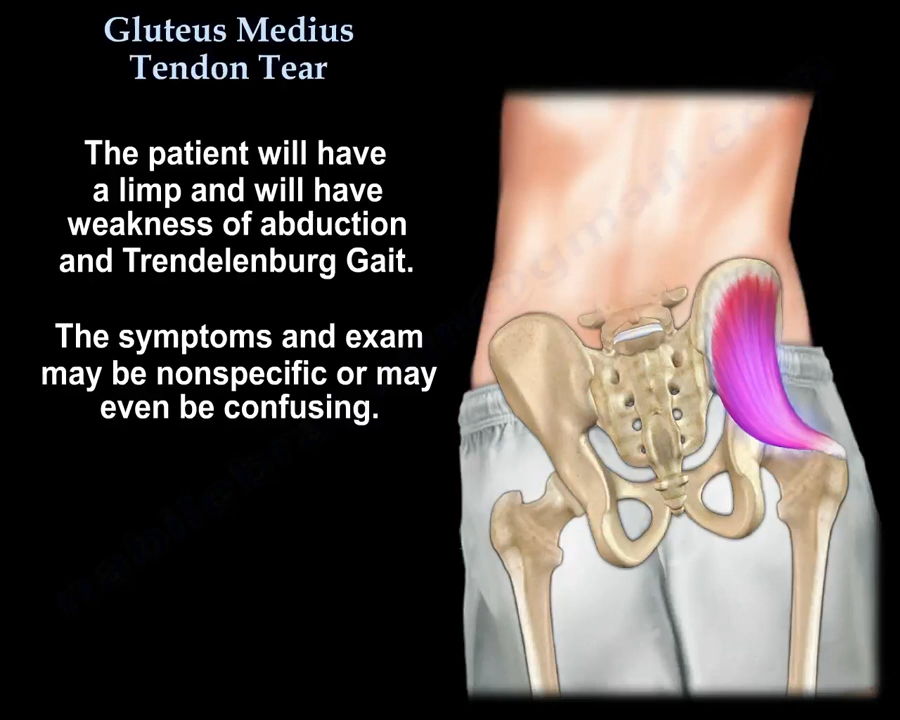 Gluteus Medius
Tendon Tear
The patient will have
a limp and will have
weakness of abduction
and Trendelenburg Gait.
The symptoms and exam
may be nonspecific or may
even be confusing.